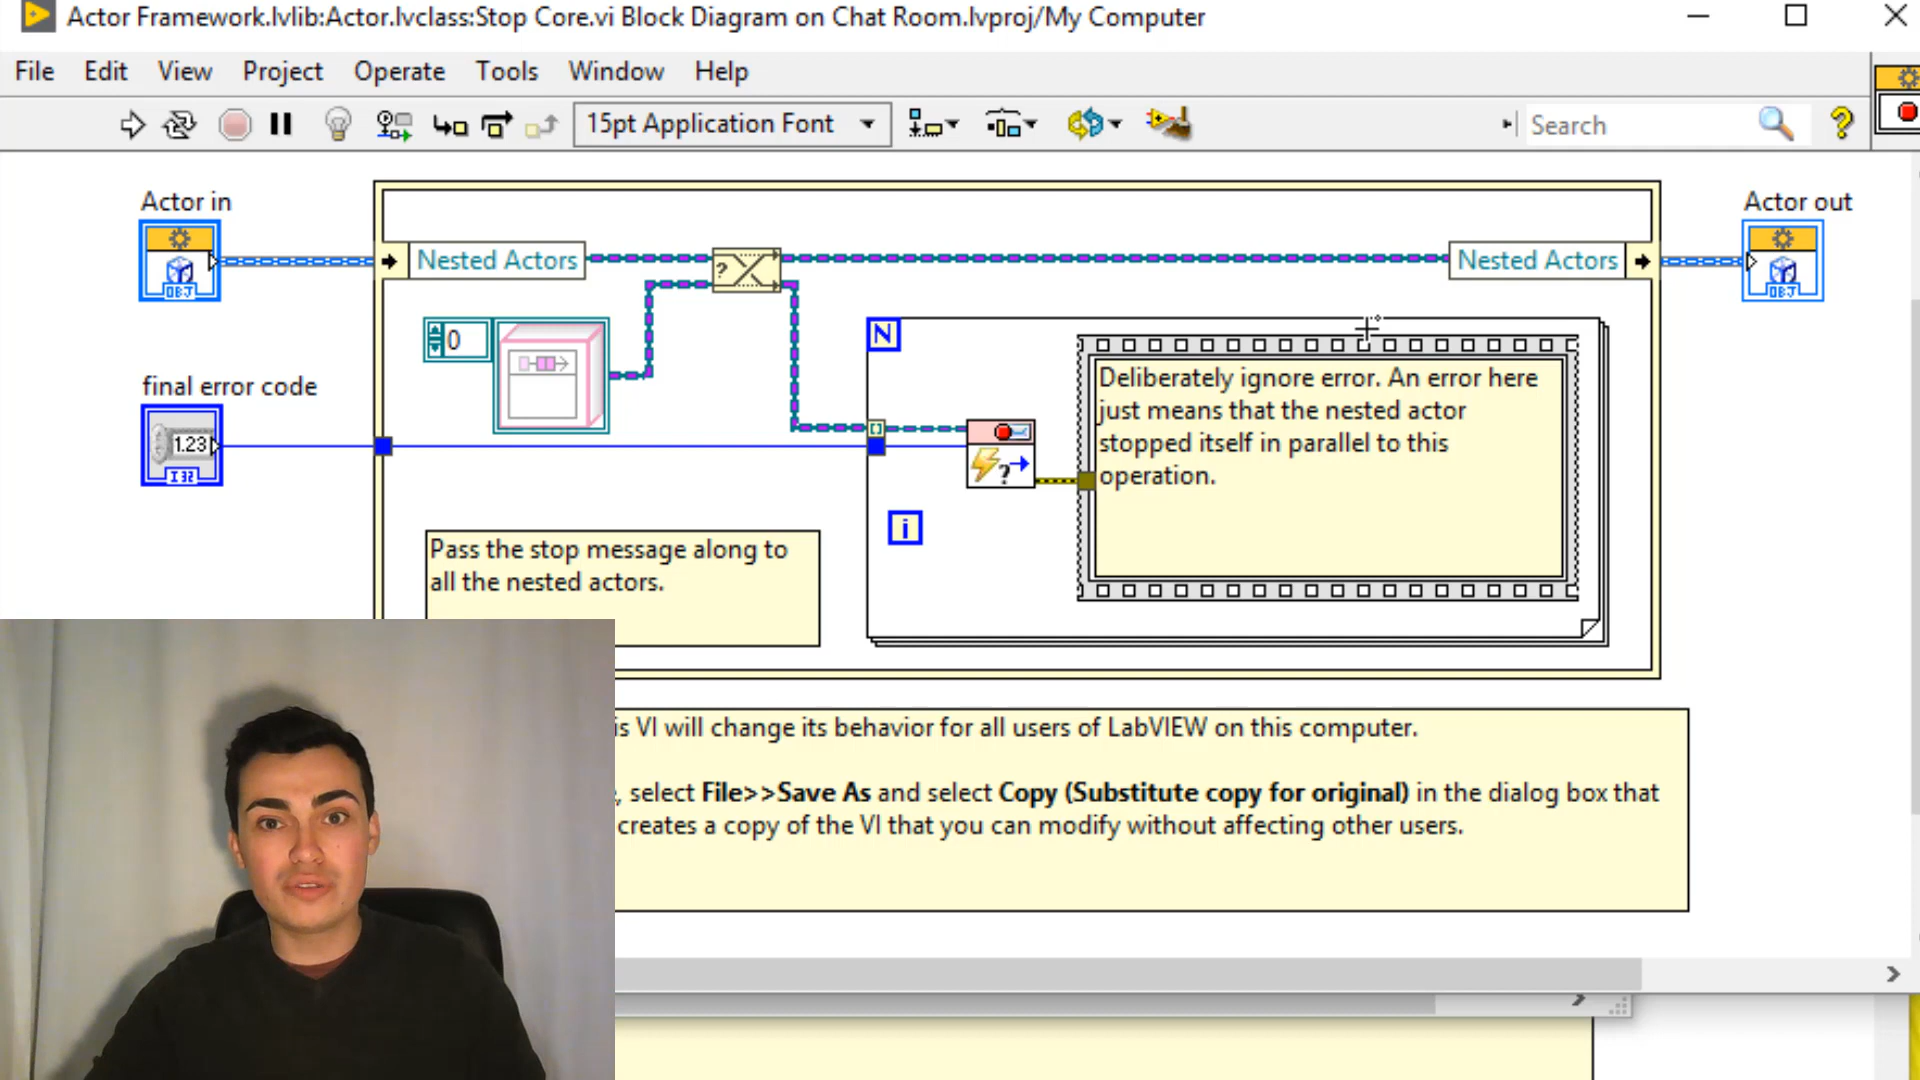 Actor Framework.lvlib:Actor.lvclass:Stop Core.vi Block Diagram on Chat Room.lvproj/My Computer
File Edit View Project Operate Tools Window Help
15pt Application Font
Search
?
Actor in
Actor out
Nested Actors
?
Nested Actors
OBJ
OBJ
0
N
final error code
1.23
I32
Deliberately ignore error. An error here
just means that the nested actor
stopped itself in parallel to this
operation.
?
i
Pass the stop message along to
all the nested actors.
is VI will change its behavior for all users of LabVIEW on this computer.
, select File>>Save As and select Copy (Substitute copy for original) in the dialog box that
creates a copy of the VI that you can modify without affecting other users.